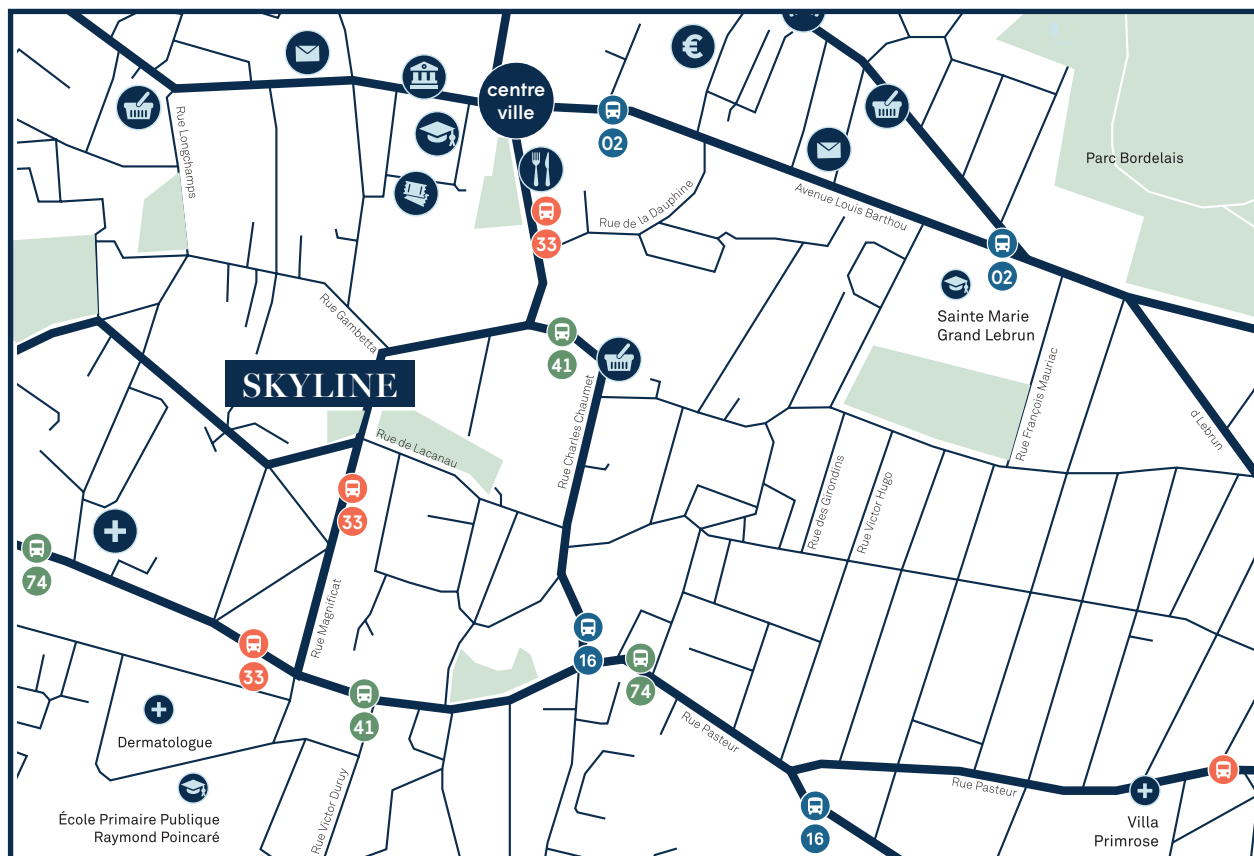 centre
ville
02
Rue Longchamps
Parc Bordelais
Avenue Louis Barthou
Rue de la Dauphine
33
02
Sainte Marie
Grand Lebrun
Rue Gambetta
41
SKYLINE
Rue Charles Chaumet
Rue François Mauriac
d Lebrun
Rue de Lacanau
Rue des Girondins
Rue Victor Hugo
33
74
Rue Magnificat
33
16
74
41
Rue Pasteur
Dermatologue
Rue Pasteur
École Primaire Publique
Raymond Poincaré
Rue Victor Duruy
16
Villa
Primrose